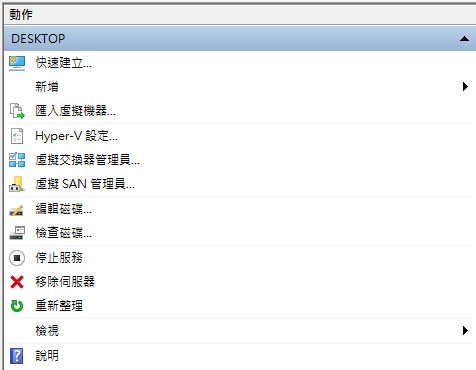 動作
DESKTOP
快速建立...
新增
匯入虛擬機器...
Hyper-V 設定...
虛擬交換器管理員...
虛擬 SAN 管理員...
編輯磁碟...
檢查磁碟...
停止服務
移除伺服器
重新整理
檢視
說明